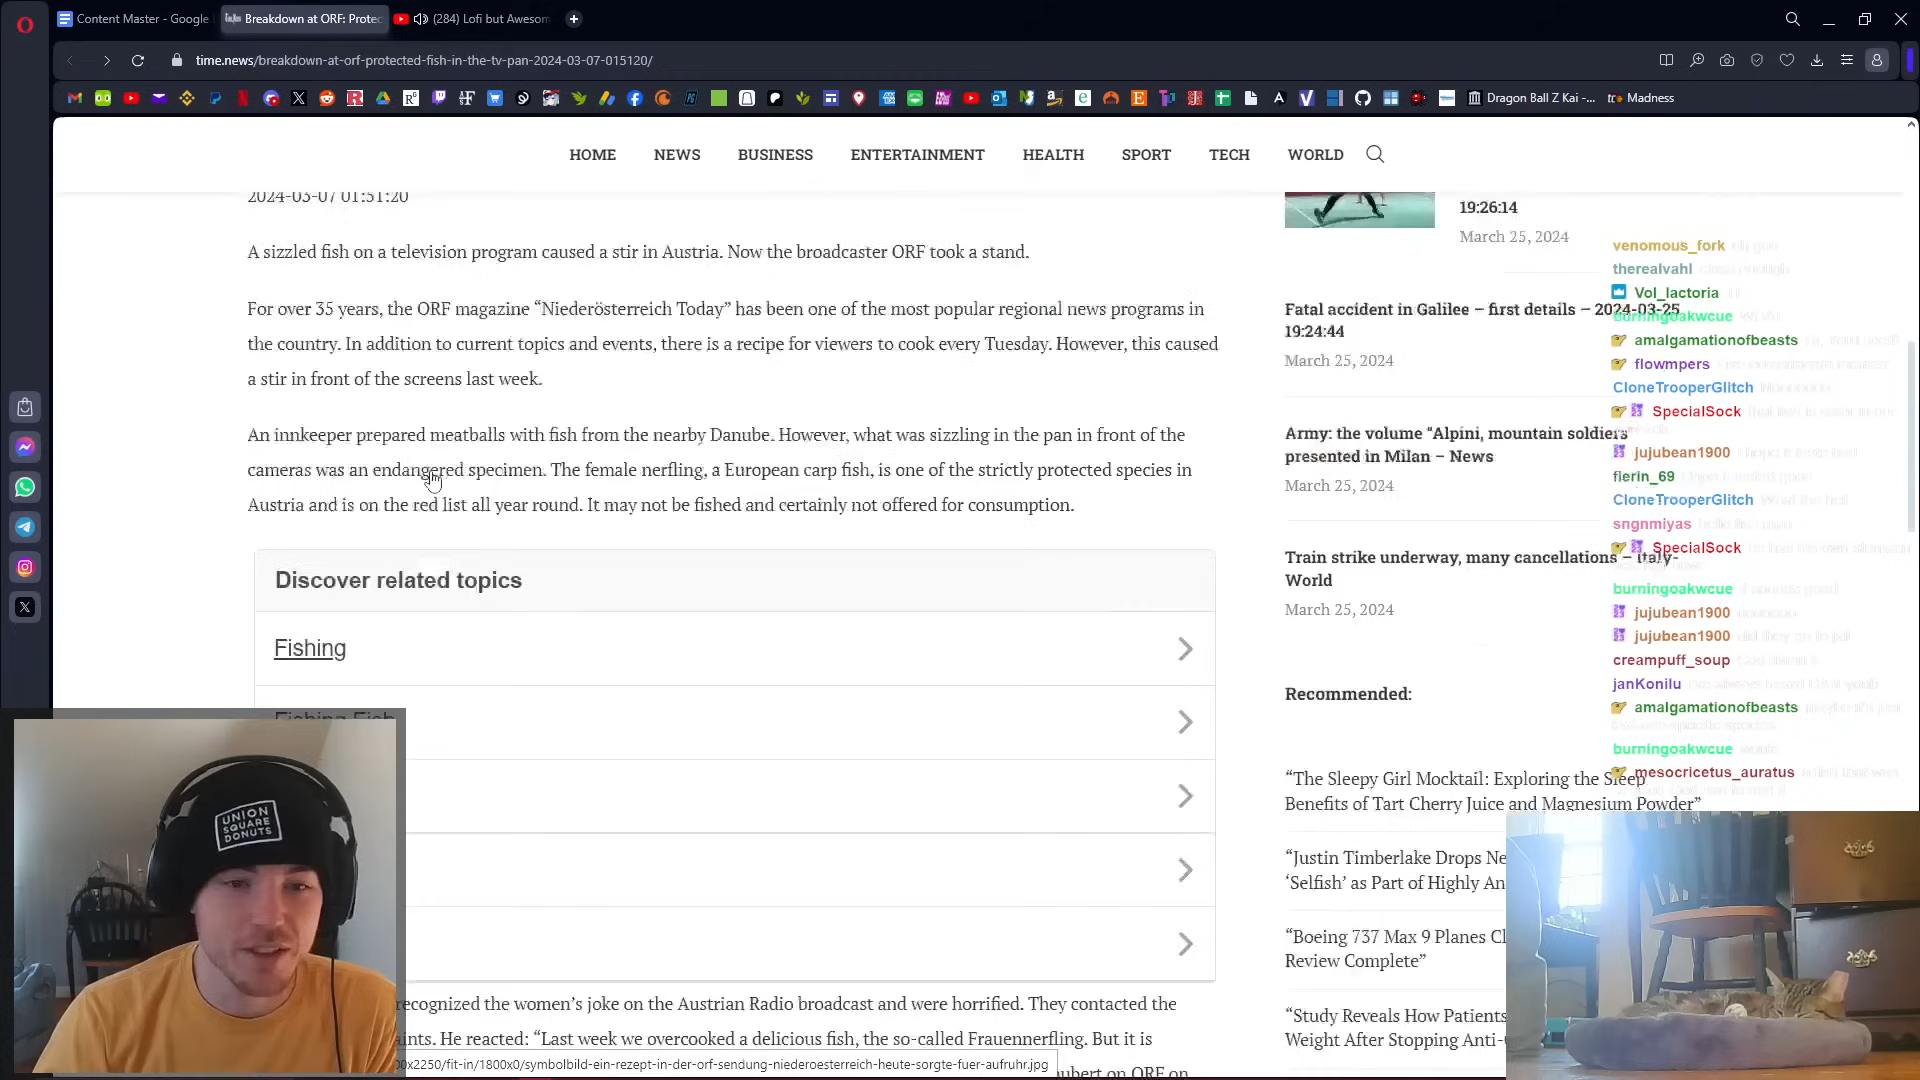 Content Master - Google
Breakdown at ORF: Protec
(284) Lofi but Awesom
time.news/breakdown-at-orf-protected-fish-in-the-tv-pan-2024-03-07-015120/
Dragon Ball Z Kai -...
Madness
HOME NEWS BUSINESS ENTERTAINMENT HEALTH SPORT TECH WORLD
2024-03-07 01:51:20
A sizzled fish on a television program caused a stir in Austria. Now the broadcaster ORF took a stand.
For over 35 years, the ORF magazine “Niederösterreich Today” has been one of the most popular regional news programs in
the country. In addition to current topics and events, there is a recipe for viewers to cook every Tuesday. However, this caused
a stir in front of the screens last week.
An innkeeper prepared meatballs with fish from the nearby Danube. However, what was sizzling in the pan in front of the
cameras was an endangered specimen. The female nerfling, a European carp fish, is one of the strictly protected species in
Austria and is on the red list all year round. It may not be fished and certainly not offered for consumption.
Discover related topics
Fishing
Fishing Fish
recognized the women’s joke on the Austrian Radio broadcast and were horrified. They contacted the
aints. He reacted: “Last week we overcooked a delicious fish, the so-called Frauennerfling. But it is
00x2250/fit-in/1800x0/symbolbild-ein-rezept-in-der-orf-sendung-niederoesterreich-heute-sorgte-fuer-aufruhr.jpg
hubert on ORF on
UNION
SQUARE
DONUTS
19:26:14
March 25, 2024
Fatal accident in Galilee – first details – 2024-03-25
19:24:44
March 25, 2024
Army: the volume “Alpini, mountain soldiers”
presented in Milan – News
March 25, 2024
Train strike underway, many cancellations – Italy-
World
March 25, 2024
Recommended:
“The Sleepy Girl Mocktail: Exploring the Sleep
Benefits of Tart Cherry Juice and Magnesium Powder”
“Justin Timberlake Drops Ne
‘Selfish’ as Part of Highly An
“Boeing 737 Max 9 Planes Cl
Review Complete”
“Study Reveals How Patients
Weight After Stopping Anti-
venomous_fork
therealvahl
Vol_lactoria
burningoakwcue
amalgamationofbeasts
flowmpers
CloneTrooperGlitch
SpecialSock
jujubean1900
flerin_69
CloneTrooperGlitch
sngnmiyas
SpecialSock
burningoakwcue
jujubean1900
jujubean1900
creampuff_soup
janKonilu
amalgamationofbeasts
burningoakwcue
mesocricetus_auratus